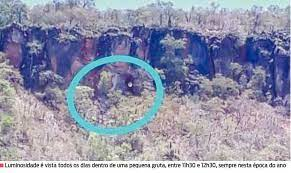 Luminosidade é vista todos os dias dentro de uma pequena gruta, entre 11h30 e 12h30, sempre nesta época do ano